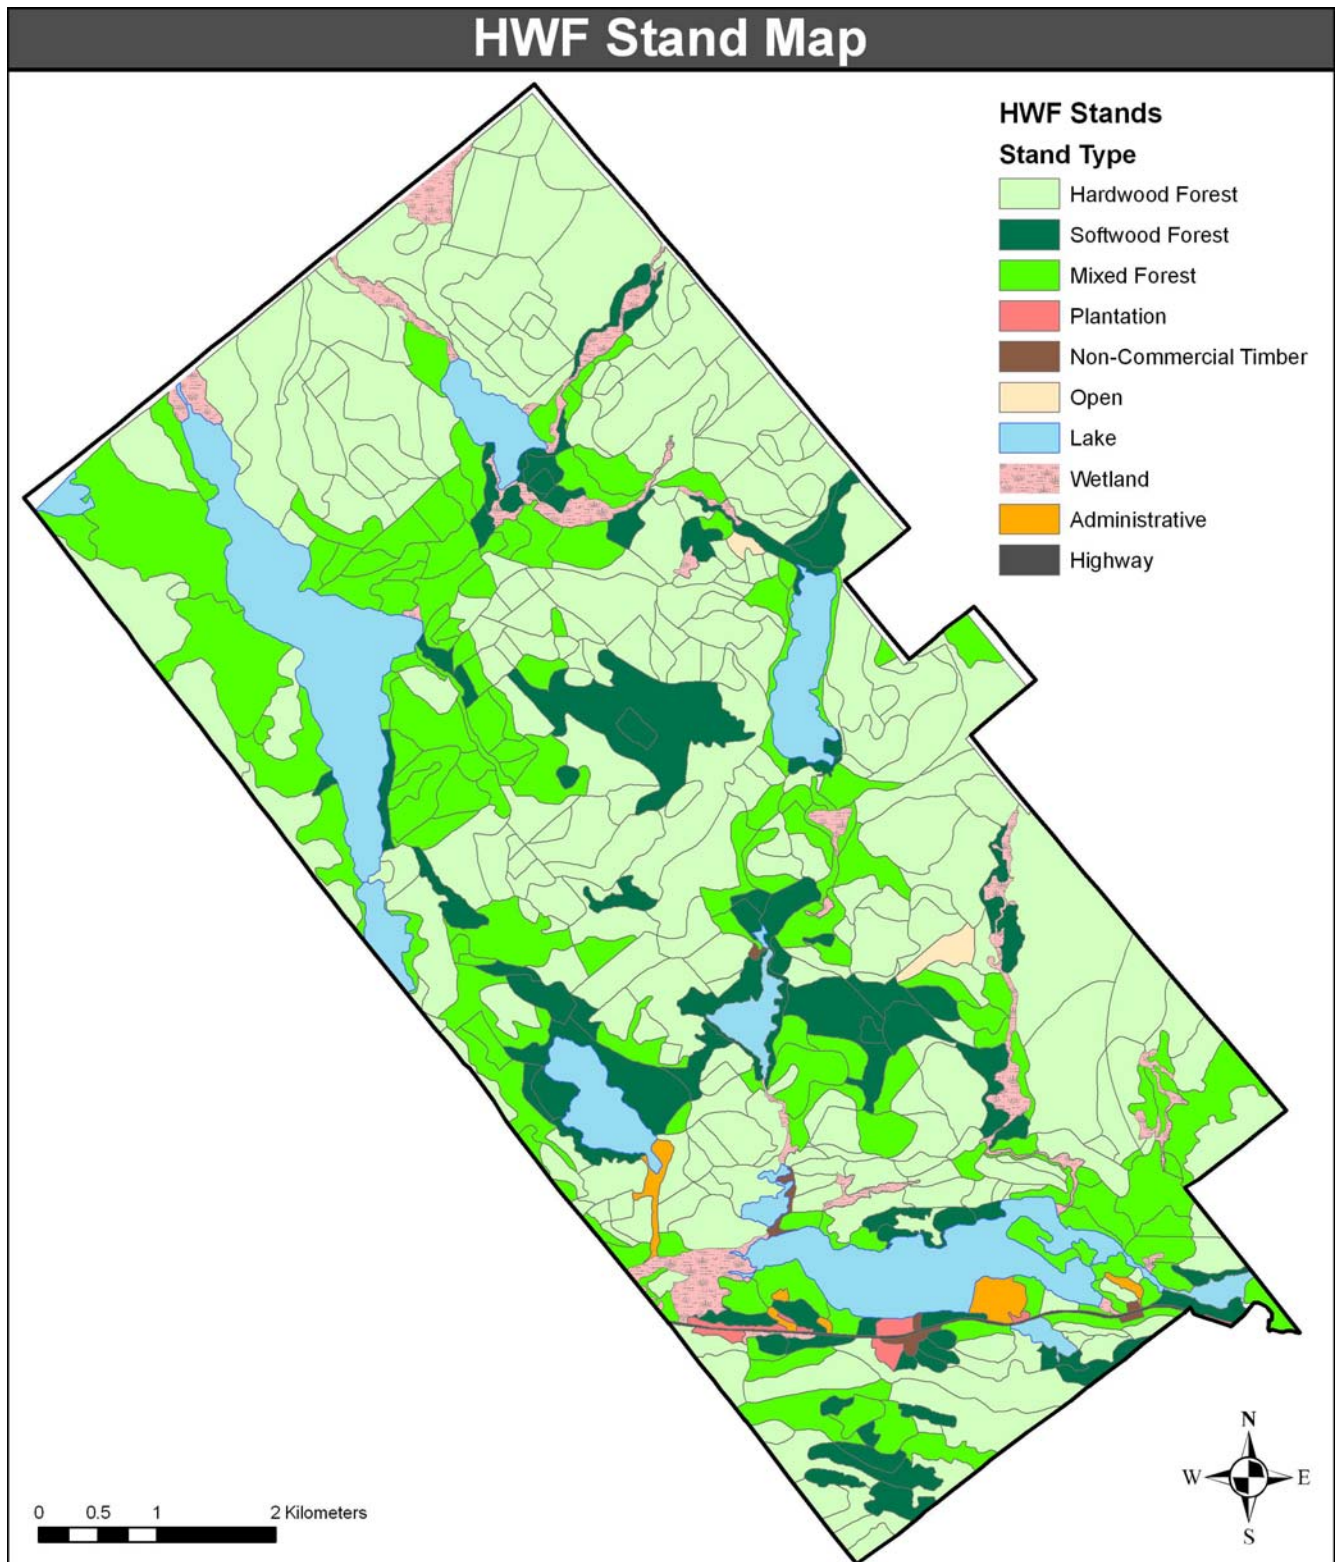 HWF Stand Map
HWF Stands
Stand Type
Hardwood Forest
Softwood Forest
Mixed Forest
Plantation
Non-Commercial Timber
Open
Lake
Wetland
Administrative
Highway
N
W E
S
0 0.5 1 2 Kilometers